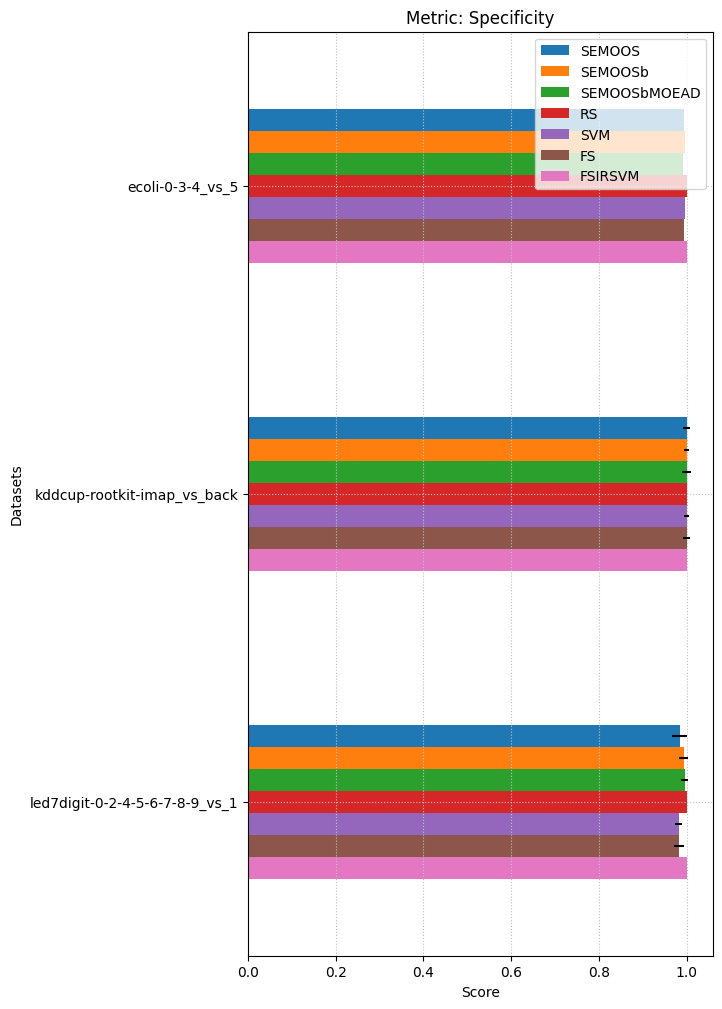 Metric: Specificity
SEMOOS
SEMOOSb
SEMOOSbMOEAD
RS
SVM
FS
FSIRSVM
ecoli-0-3-4_vs_5
kddcup-rootkit-imap_vs_back
led7digit-0-2-4-5-6-7-8-9_vs_1
Datasets
0.0 0.2 0.4 0.6 0.8 1.0
Score